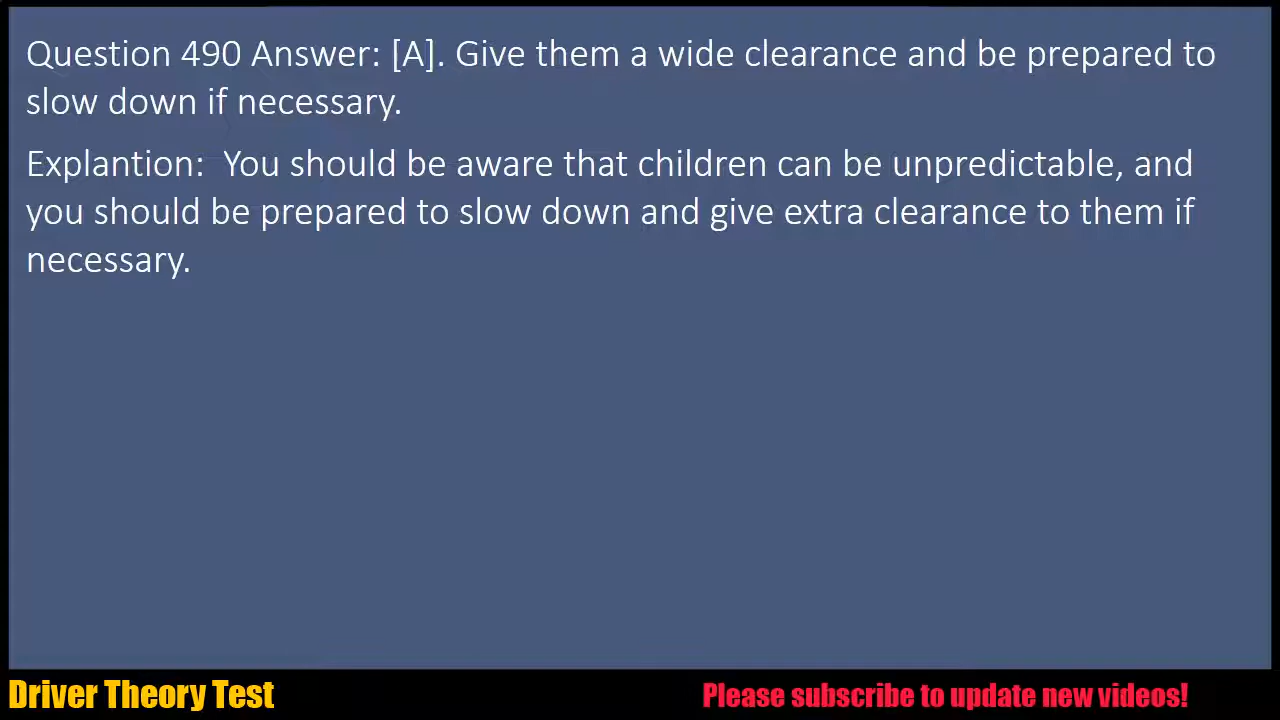 Question 490 Answer: [A]. Give them a wide clearance and be prepared to
slow down if necessary.
Explantion: You should be aware that children can be unpredictable, and
you should be prepared to slow down and give extra clearance to them if
necessary.
Driver Theory Test
Please subscribe to update new videos!